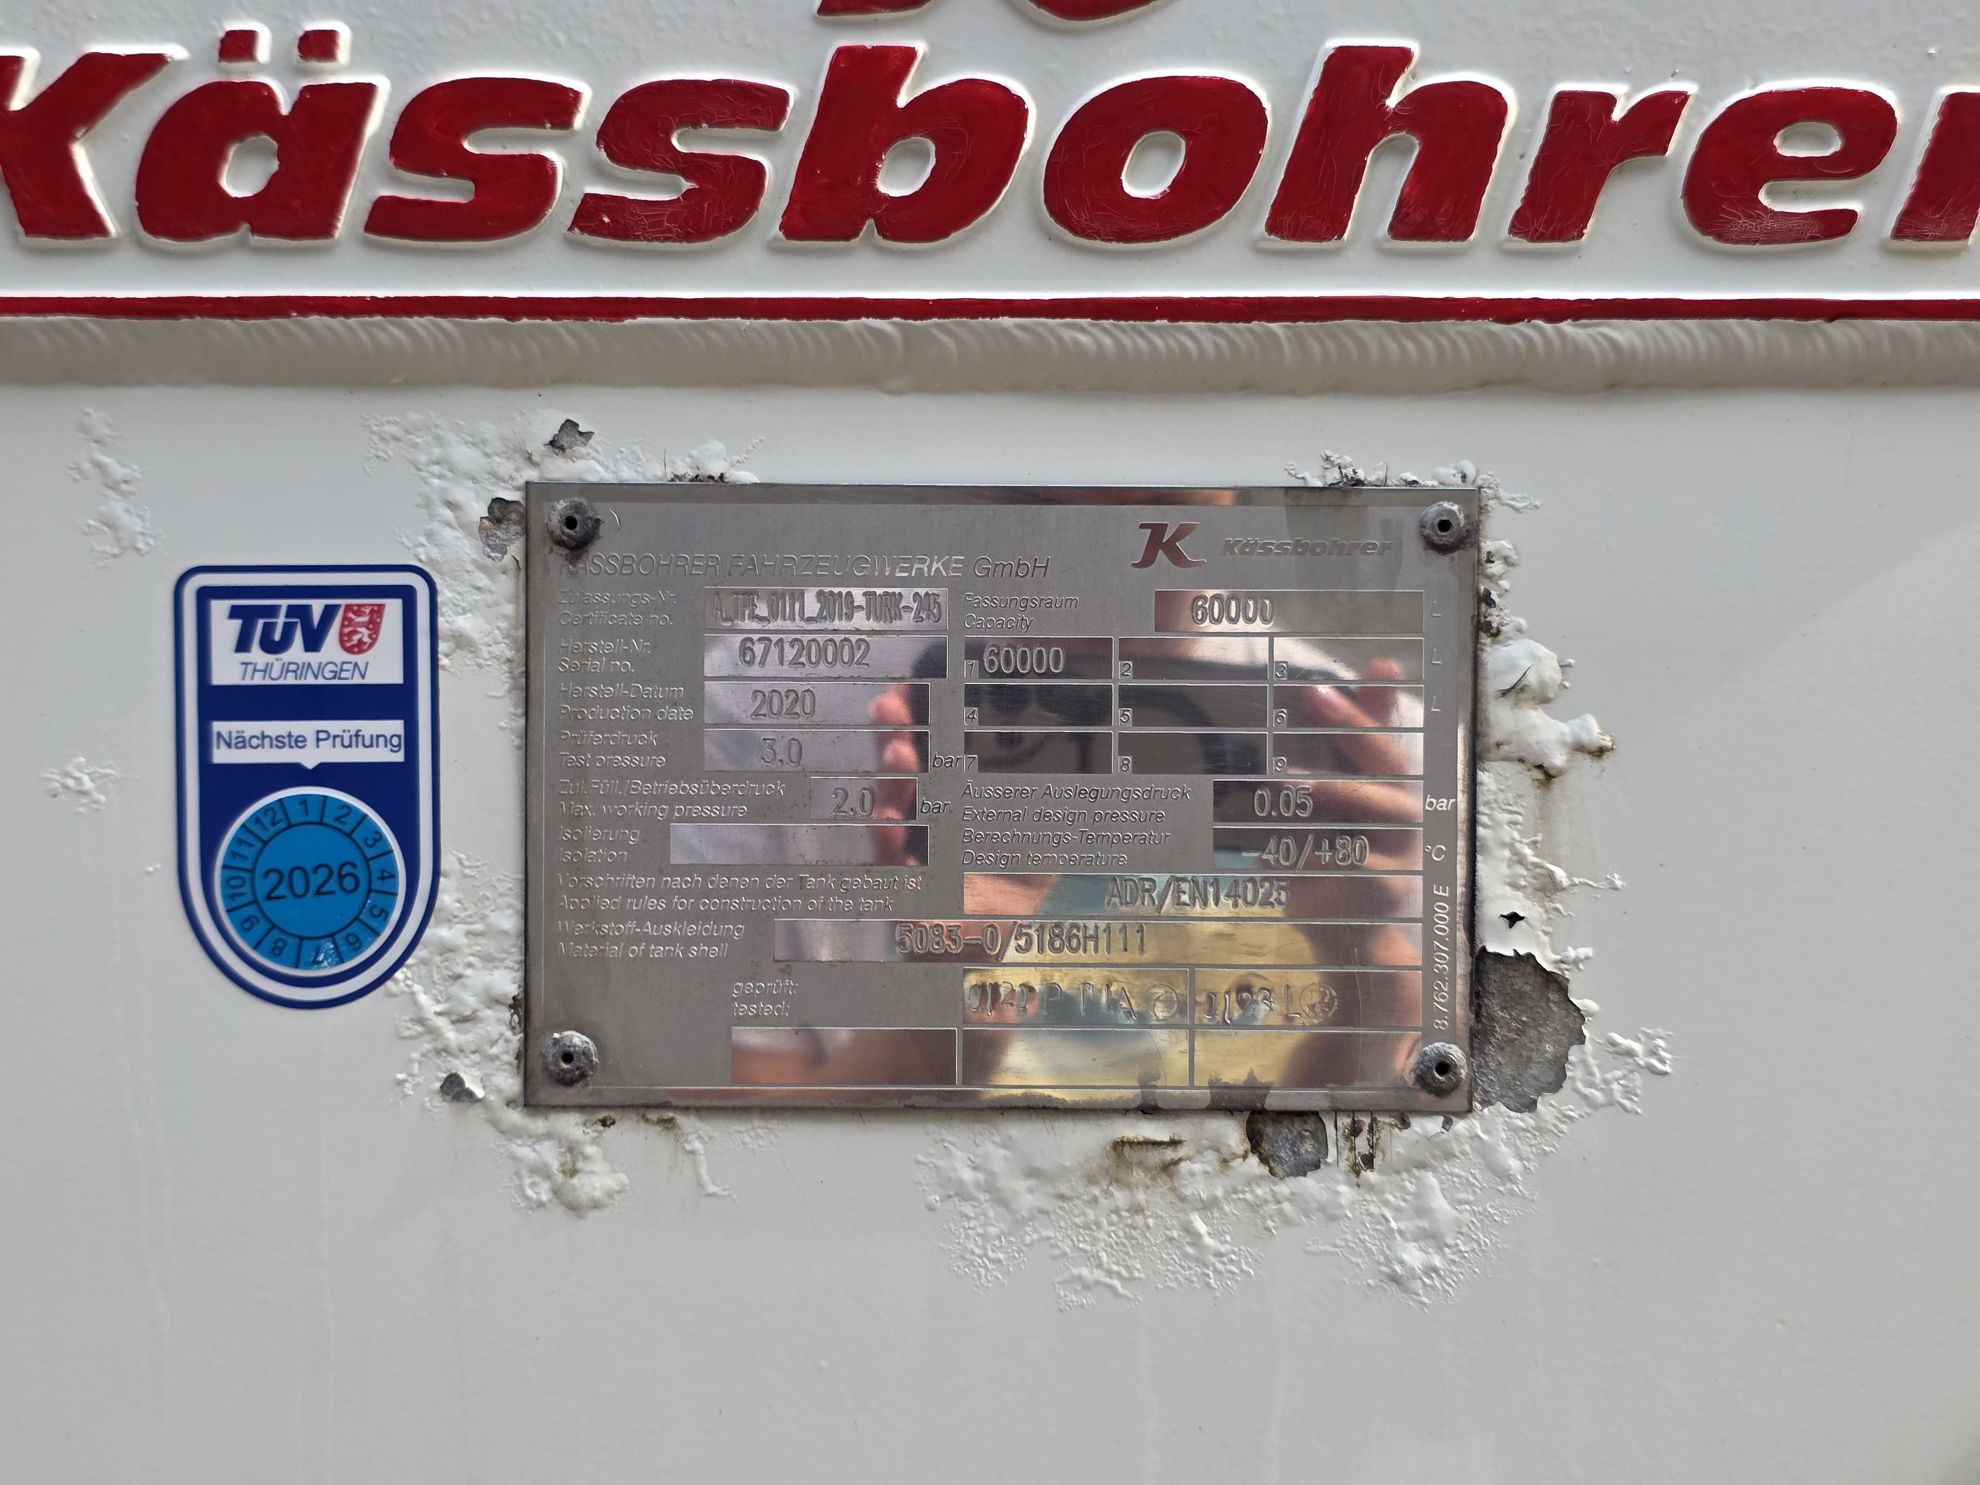 Kässbohrer
TÜV
THÜRINGEN
Nächste Prüfung
1 2 3 4 5 6 7 8 9 10 11 12
2026
K Kässbohrer
KÄSSBOHRER FAHRZEUGWERKE GmbH
Zulassungs-Nr.
Certificate no.
A_TPE_0111_2019-TURK-245
Fassungsraum
Capacity
60000 L
Herstell-Nr.
Serial no.
67120002
1 60000 2 3 L
Herstell-Datum
Production date
2020
4 5 6 L
Prüferdruck
Test pressure
3.0 bar
7 8 9
Zul.Füll./Betriebsüberdruck
Max. working pressure
2.0 bar
Äusserer Auslegungsdruck
External design pressure
0.05 bar
Isolierung
Isolation
Berechnungs-Temperatur
Design temperature
-40/+80 °C
Vorschriften nach denen der Tank gebaut ist
Applied rules for construction of the tank
ADR/EN14025
Werkstoff-Auskleidung
Material of tank shell
5083-0/5186H111
geprüft:
tested:
8.762.307.000 E